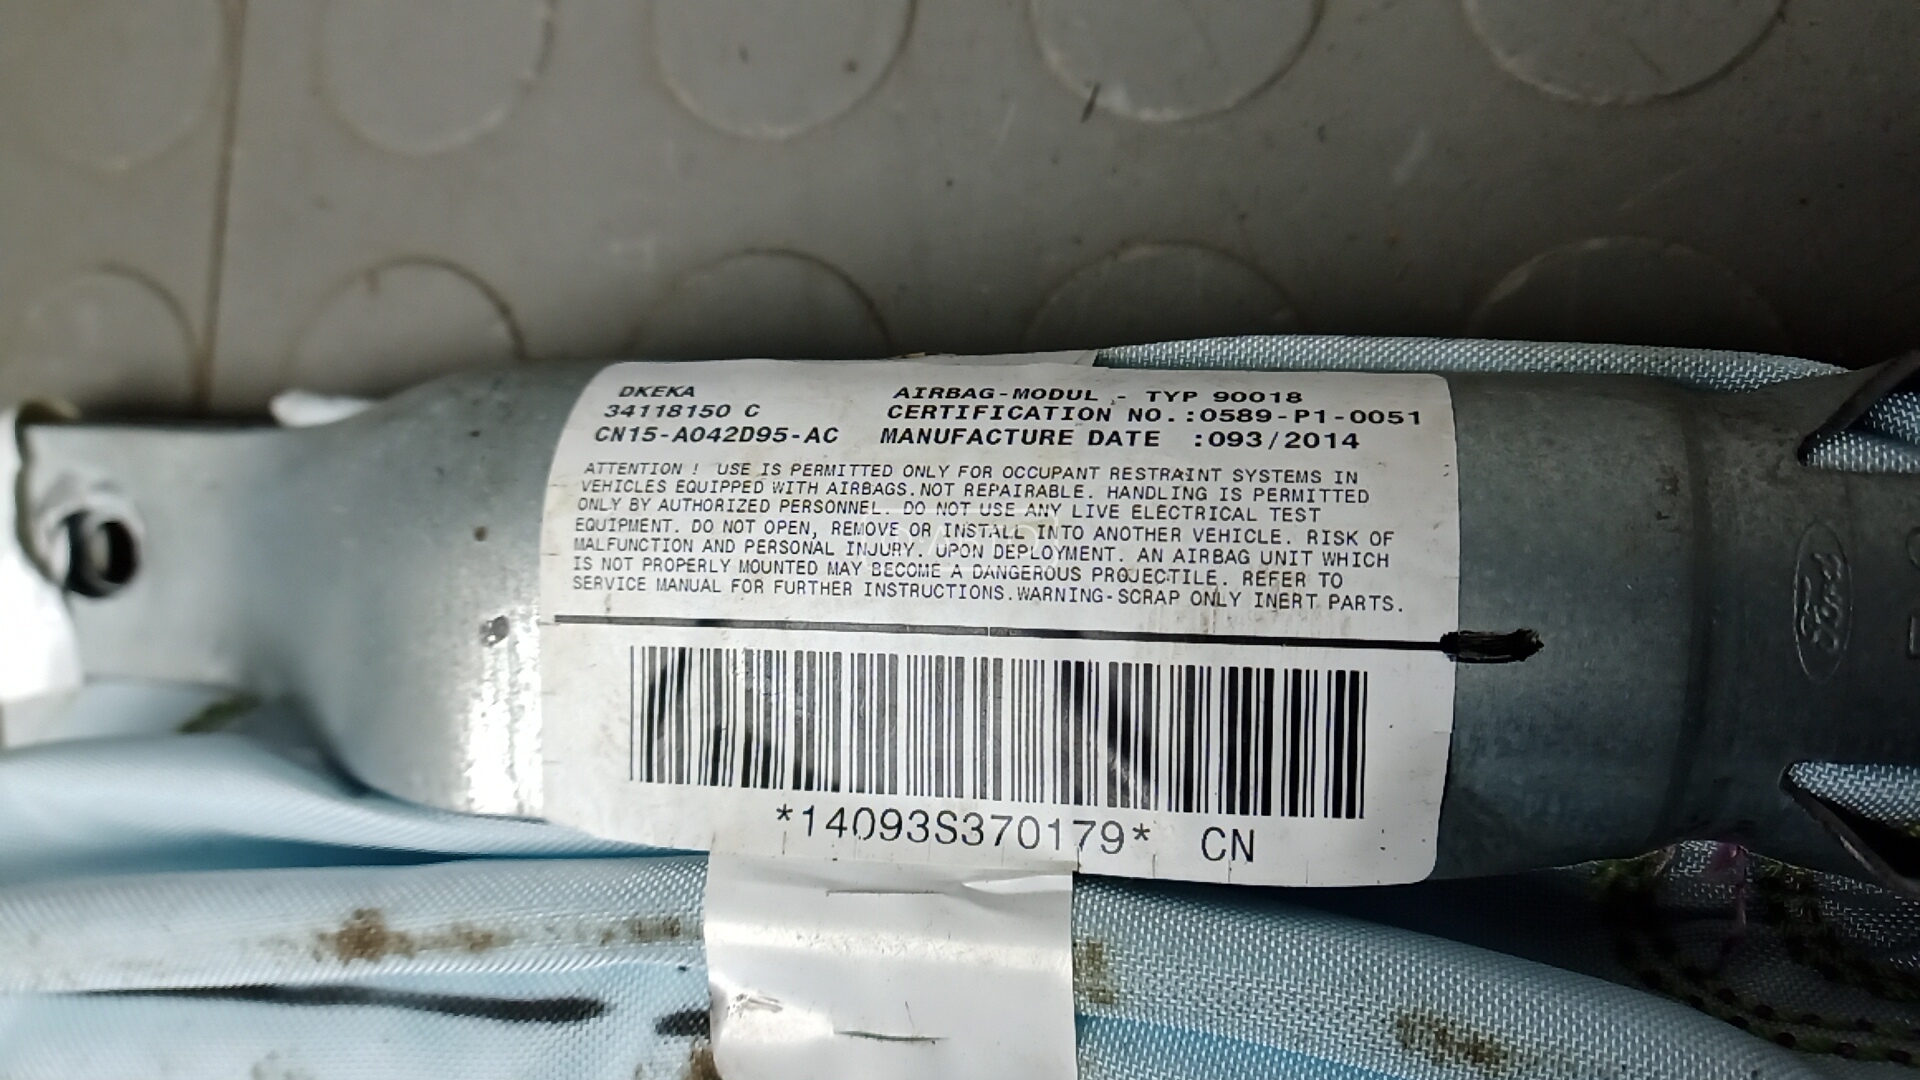 DKEKA AIRBAG-MODUL - TYP 90018
34118150 C CERTIFICATION NO.:0589-P1-0051
CN15-A042D95-AC MANUFACTURE DATE :093/2014
ATTENTION ! USE IS PERMITTED ONLY FOR OCCUPANT RESTRAINT SYSTEMS IN
VEHICLES EQUIPPED WITH AIRBAGS. NOT REPAIRABLE. HANDLING IS PERMITTED
ONLY BY AUTHORIZED PERSONNEL. DO NOT USE ANY LIVE ELECTRICAL TEST
EQUIPMENT. DO NOT OPEN, REMOVE OR INSTALL INTO ANOTHER VEHICLE. RISK OF
MALFUNCTION AND PERSONAL INJURY. UPON DEPLOYMENT. AN AIRBAG UNIT WHICH
IS NOT PROPERLY MOUNTED MAY BECOME A DANGEROUS PROJECTILE. REFER TO
SERVICE MANUAL FOR FURTHER INSTRUCTIONS. WARNING-SCRAP ONLY INERT PARTS.
*14093S370179* CN
Ford